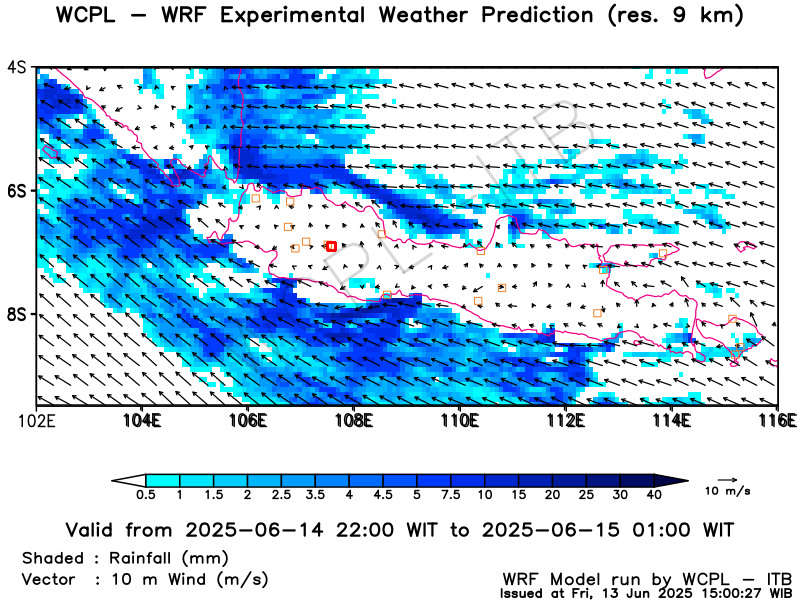 WCPL – WRF Experimental Weather Prediction (res. 9 km)
4S
6S
8S
102E 104E 106E 108E 110E 112E 114E 116E
WCPL-ITB
0.5 1 1.5 2 2.5 3.5 4 4.5 5 7.5 10 15 20 25 30 40
10 m/s
Valid from 2025-06-14 22:00 WIT to 2025-06-15 01:00 WIT
Shaded : Rainfall (mm)
Vector : 10 m Wind (m/s)
WRF Model run by WCPL – ITB
Issued at Fri, 13 Jun 2025 15:00:27 WIB